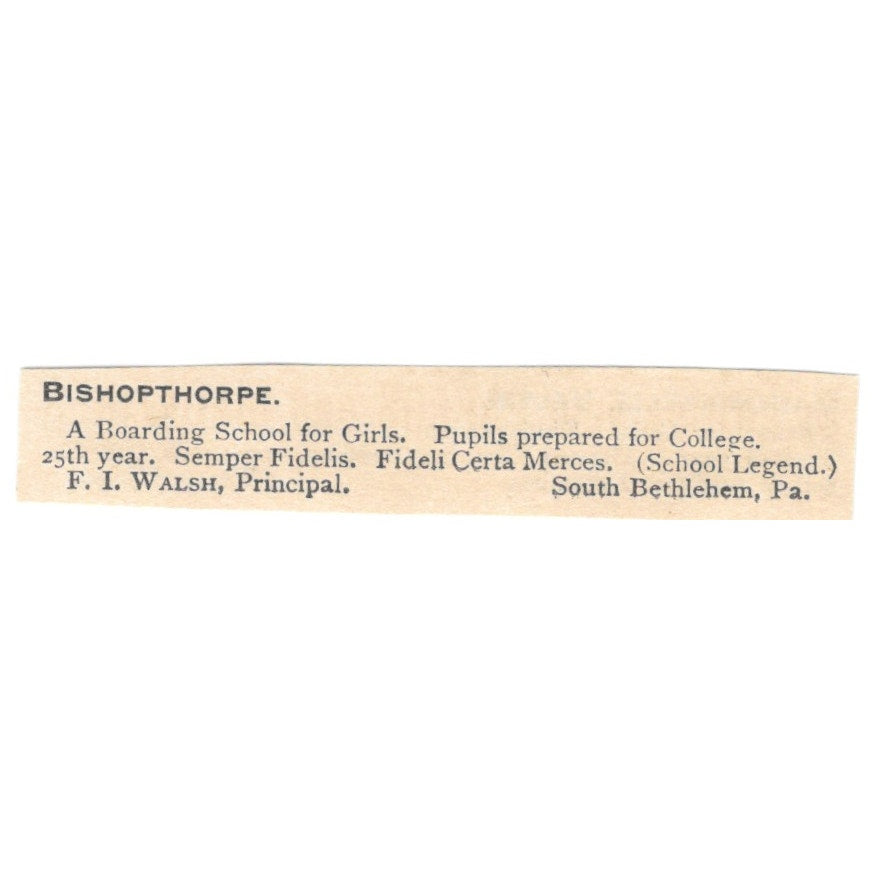 BISHOPTHORPE.
A Boarding School for Girls. Pupils prepared for College.
25th year. Semper Fidelis. Fideli Certa Merces. (School Legend.)
F. I. WALSH, Principal. South Bethlehem, Pa.